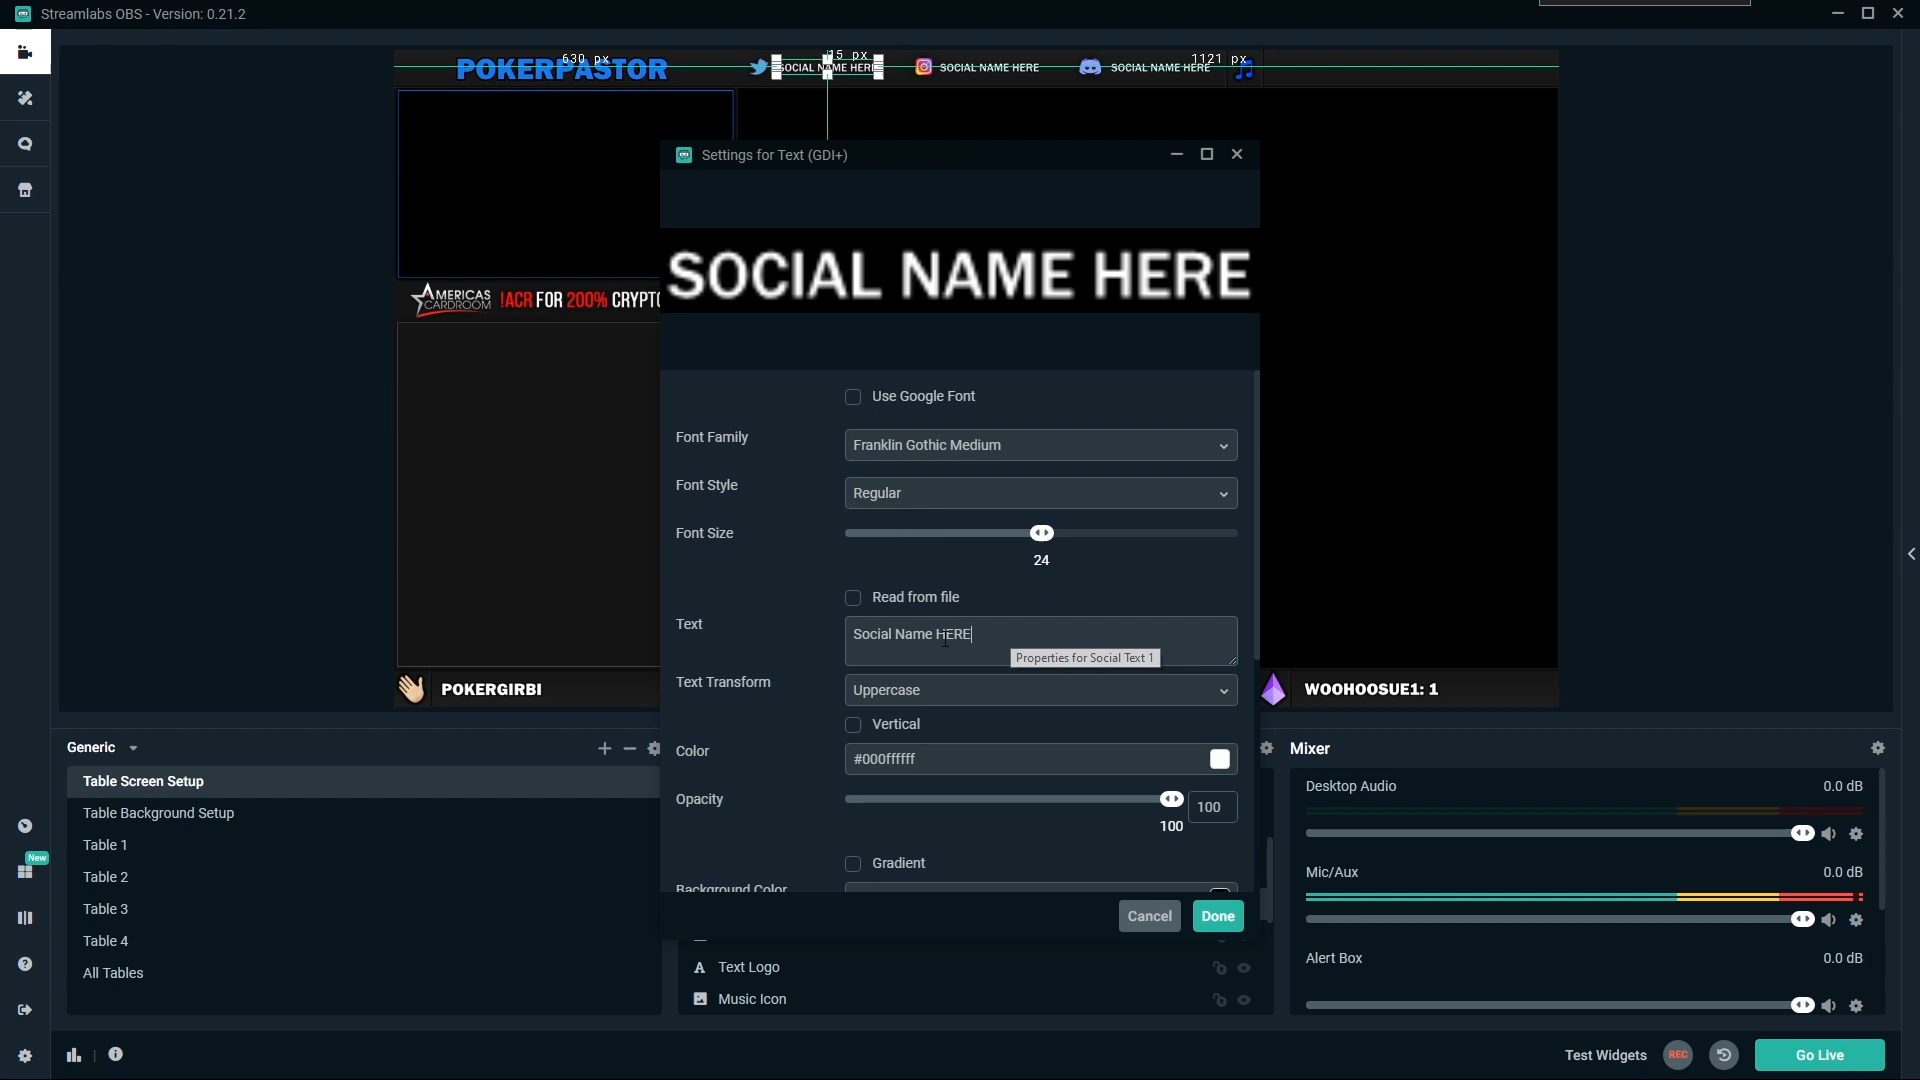 Streamlabs OBS - Version: 0.21.2
630 px
15 px
1121 px
POKERPASTOR
SOCIAL NAME HERE
SOCIAL NAME HERE
SOCIAL NAME HERE
Settings for Text (GDI+)
SOCIAL NAME HERE
AMERICAS CARDROOM
!ACR FOR 200% CRYPTO
Use Google Font
Font Family
Franklin Gothic Medium
Font Style
Regular
Font Size
24
Read from file
Text
Social Name HERE
Properties for Social Text 1
Text Transform
Uppercase
Vertical
Color
#000ffffff
Opacity
100
100
Gradient
Background Color
Cancel
Done
POKERGIRBI
WOOHOOSUE1: 1
Generic
Table Screen Setup
Table Background Setup
Table 1
Table 2
Table 3
Table 4
All Tables
New
Text Logo
Music Icon
Mixer
Desktop Audio
0.0 dB
Mic/Aux
0.0 dB
Alert Box
0.0 dB
Test Widgets
REC
Go Live